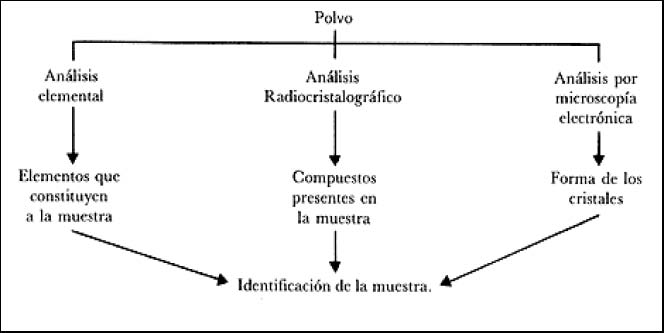 Polvo
Análisis
elemental
Análisis
Radiocristalográfico
Análisis por
microscopía
electrónica
Elementos que
constituyen
a la muestra
Compuestos
presentes en
la muestra
Forma de los
cristales
Identificación de la muestra.